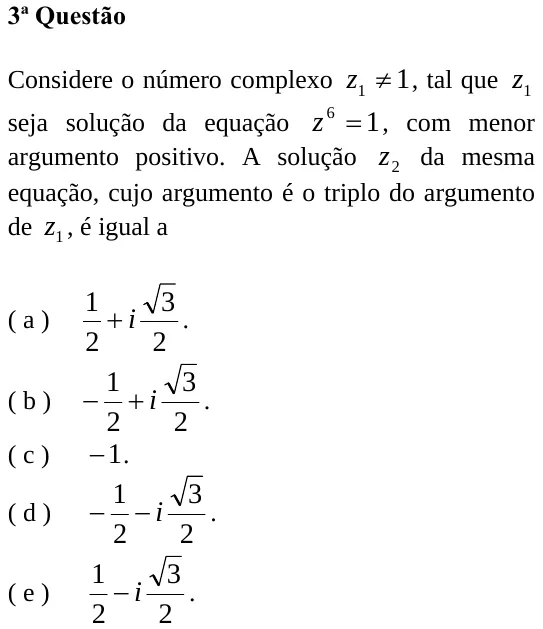 3ª Questão
Considere o número complexo z₁ ≠ 1, tal que z₁
seja solução da equação z⁶ = 1, com menor
argumento positivo. A solução z₂ da mesma
equação, cujo argumento é o triplo do argumento
de z₁, é igual a
( a ) 1/2 + i √3/2 .
( b ) − 1/2 + i √3/2 .
( c ) −1.
( d ) − 1/2 − i √3/2 .
( e ) 1/2 − i √3/2 .